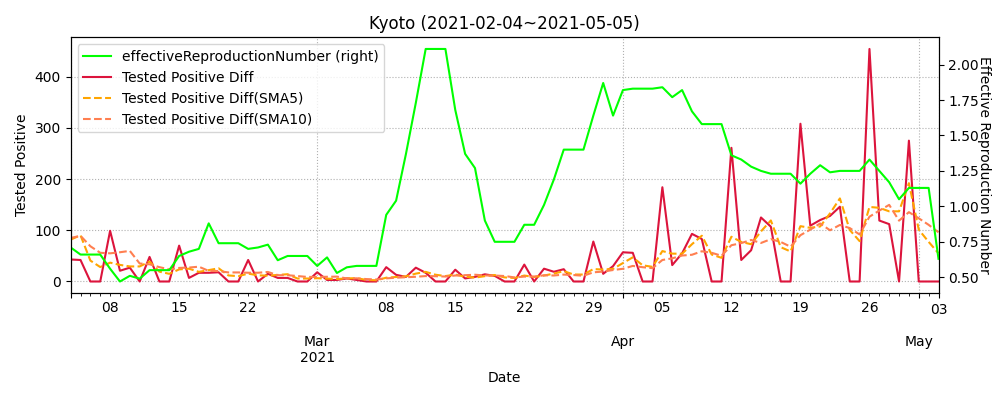 Kyoto (2021-02-04~2021-05-05)
effectiveReproductionNumber (right)
Tested Positive Diff
Tested Positive Diff(SMA5)
Tested Positive Diff(SMA10)
Tested Positive
400
300
200
100
0
2.00
1.75
1.50
1.25
1.00
0.75
0.50
Effective Reproduction Number
08 15 22 08 15 22 29 05 12 19 26 03
Mar Apr May
2021
Date